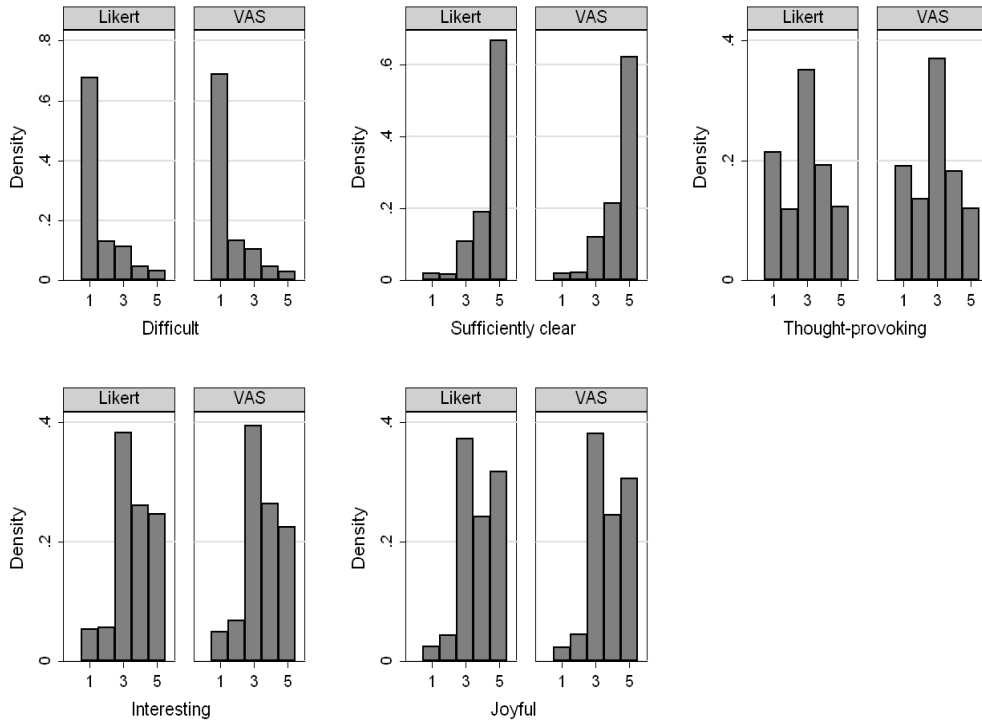 Likert VAS
Density
.8
.6
.4
.2
0
1 3 5 1 3 5
Difficult
Likert VAS
Density
.6
.4
.2
0
1 3 5 1 3 5
Sufficiently clear
Likert VAS
Density
.4
.2
0
1 3 5 1 3 5
Thought-provoking
Likert VAS
Density
.4
.2
0
1 3 5 1 3 5
Interesting
Likert VAS
Density
.4
.2
0
1 3 5 1 3 5
Joyful